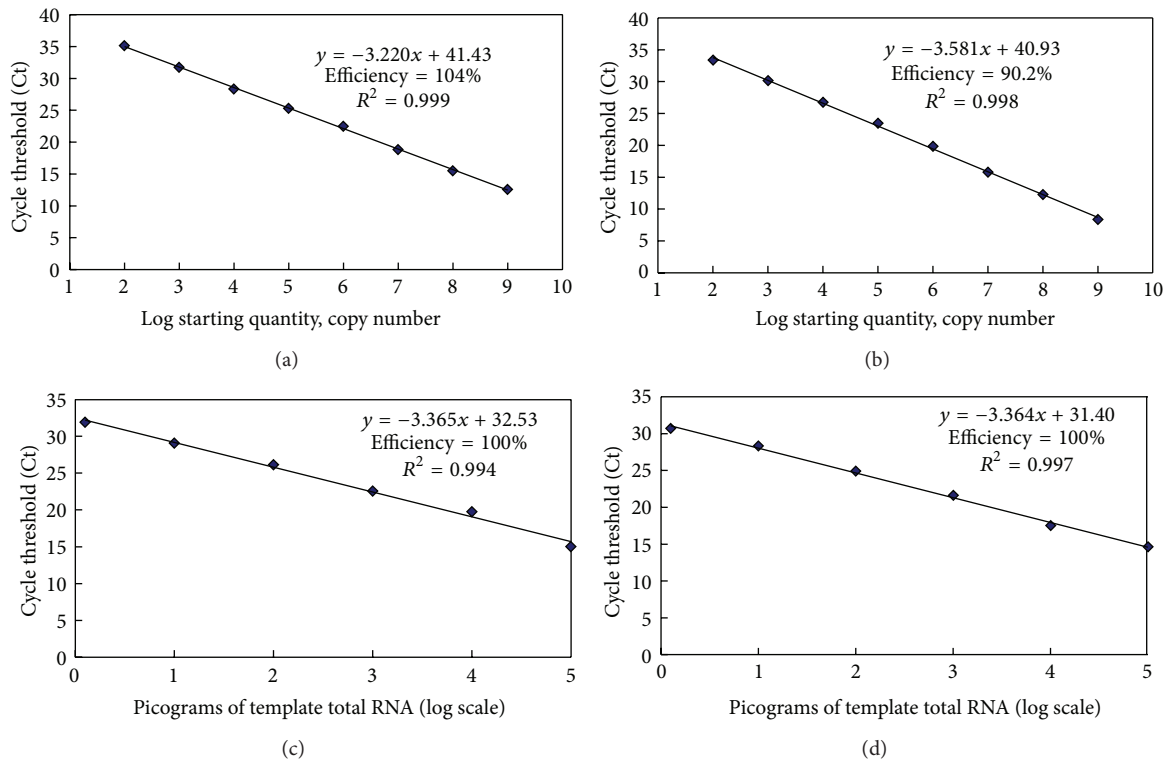 40
35
30
25
20
15
10
5
0
Cycle threshold (Ct)
y = −3.220x + 41.43
Efficiency = 104%
R² = 0.999
1 2 3 4 5 6 7 8 9 10
Log starting quantity, copy number
(a)
40
35
30
25
20
15
10
5
0
Cycle threshold (Ct)
y = −3.581x + 40.93
Efficiency = 90.2%
R² = 0.998
1 2 3 4 5 6 7 8 9 10
Log starting quantity, copy number
(b)
35
30
25
20
15
10
5
0
Cycle threshold (Ct)
y = −3.365x + 32.53
Efficiency = 100%
R² = 0.994
0 1 2 3 4 5
Picograms of template total RNA (log scale)
(c)
35
30
25
20
15
10
5
0
Cycle threshold (Ct)
y = −3.364x + 31.40
Efficiency = 100%
R² = 0.997
0 1 2 3 4 5
Picograms of template total RNA (log scale)
(d)